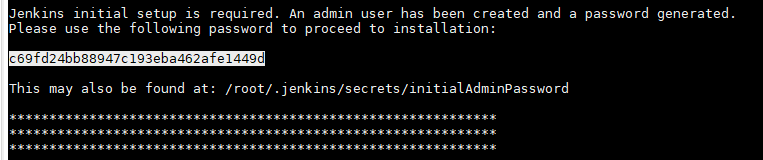 Jenkins initial setup is required. An admin user has been created and a password generated.
Please use the following password to proceed to installation:
c69fd24bb88947c193eba462afe1449d
This may also be found at: /root/.jenkins/secrets/initialAdminPassword
*************************************************************
*************************************************************
*************************************************************